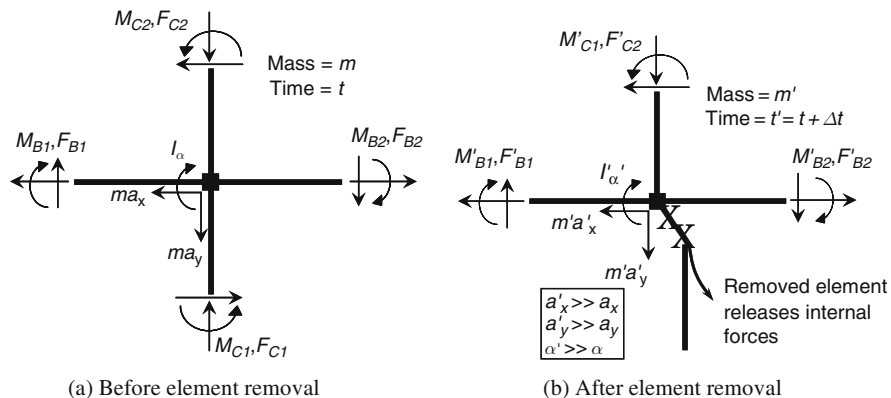 M_C2,F_C2
Mass = m
Time = t
M_B1,F_B1
I_α
M_B2,F_B2
ma_x
ma_y
M_C1,F_C1
(a) Before element removal
M'_C1,F'_C2
Mass = m'
Time = t' = t + Δt
M'_B1,F'_B1
I'_α'
M'_B2,F'_B2
m'a'_x
m'a'_y
X
X
a'_x >> a_x
a'_y >> a_y
α' >> α
Removed element
releases internal
forces
(b) After element removal